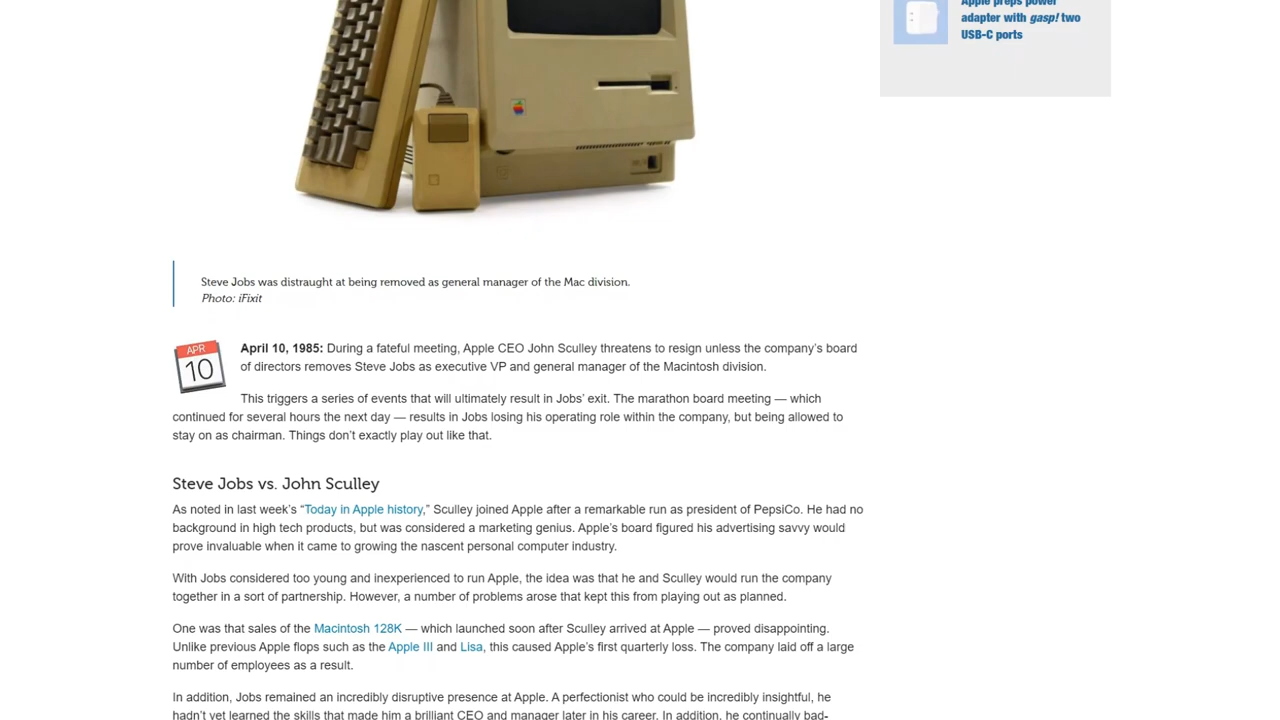 Apple preps power
adapter with gasp! two
USB-C ports
Steve Jobs was distraught at being removed as general manager of the Mac division.
Photo: iFixit
APR
10
April 10, 1985: During a fateful meeting, Apple CEO John Sculley threatens to resign unless the company’s board
of directors removes Steve Jobs as executive VP and general manager of the Macintosh division.
This triggers a series of events that will ultimately result in Jobs’ exit. The marathon board meeting — which
continued for several hours the next day — results in Jobs losing his operating role within the company, but being allowed to
stay on as chairman. Things don’t exactly play out like that.
Steve Jobs vs. John Sculley
As noted in last week’s “Today in Apple history,” Sculley joined Apple after a remarkable run as president of PepsiCo. He had no
background in high tech products, but was considered a marketing genius. Apple’s board figured his advertising savvy would
prove invaluable when it came to growing the nascent personal computer industry.
With Jobs considered too young and inexperienced to run Apple, the idea was that he and Sculley would run the company
together in a sort of partnership. However, a number of problems arose that kept this from playing out as planned.
One was that sales of the Macintosh 128K — which launched soon after Sculley arrived at Apple — proved disappointing.
Unlike previous Apple flops such as the Apple III and Lisa, this caused Apple’s first quarterly loss. The company laid off a large
number of employees as a result.
In addition, Jobs remained an incredibly disruptive presence at Apple. A perfectionist who could be incredibly insightful, he
hadn’t yet learned the skills that made him a brilliant CEO and manager later in his career. In addition, he continually bad-